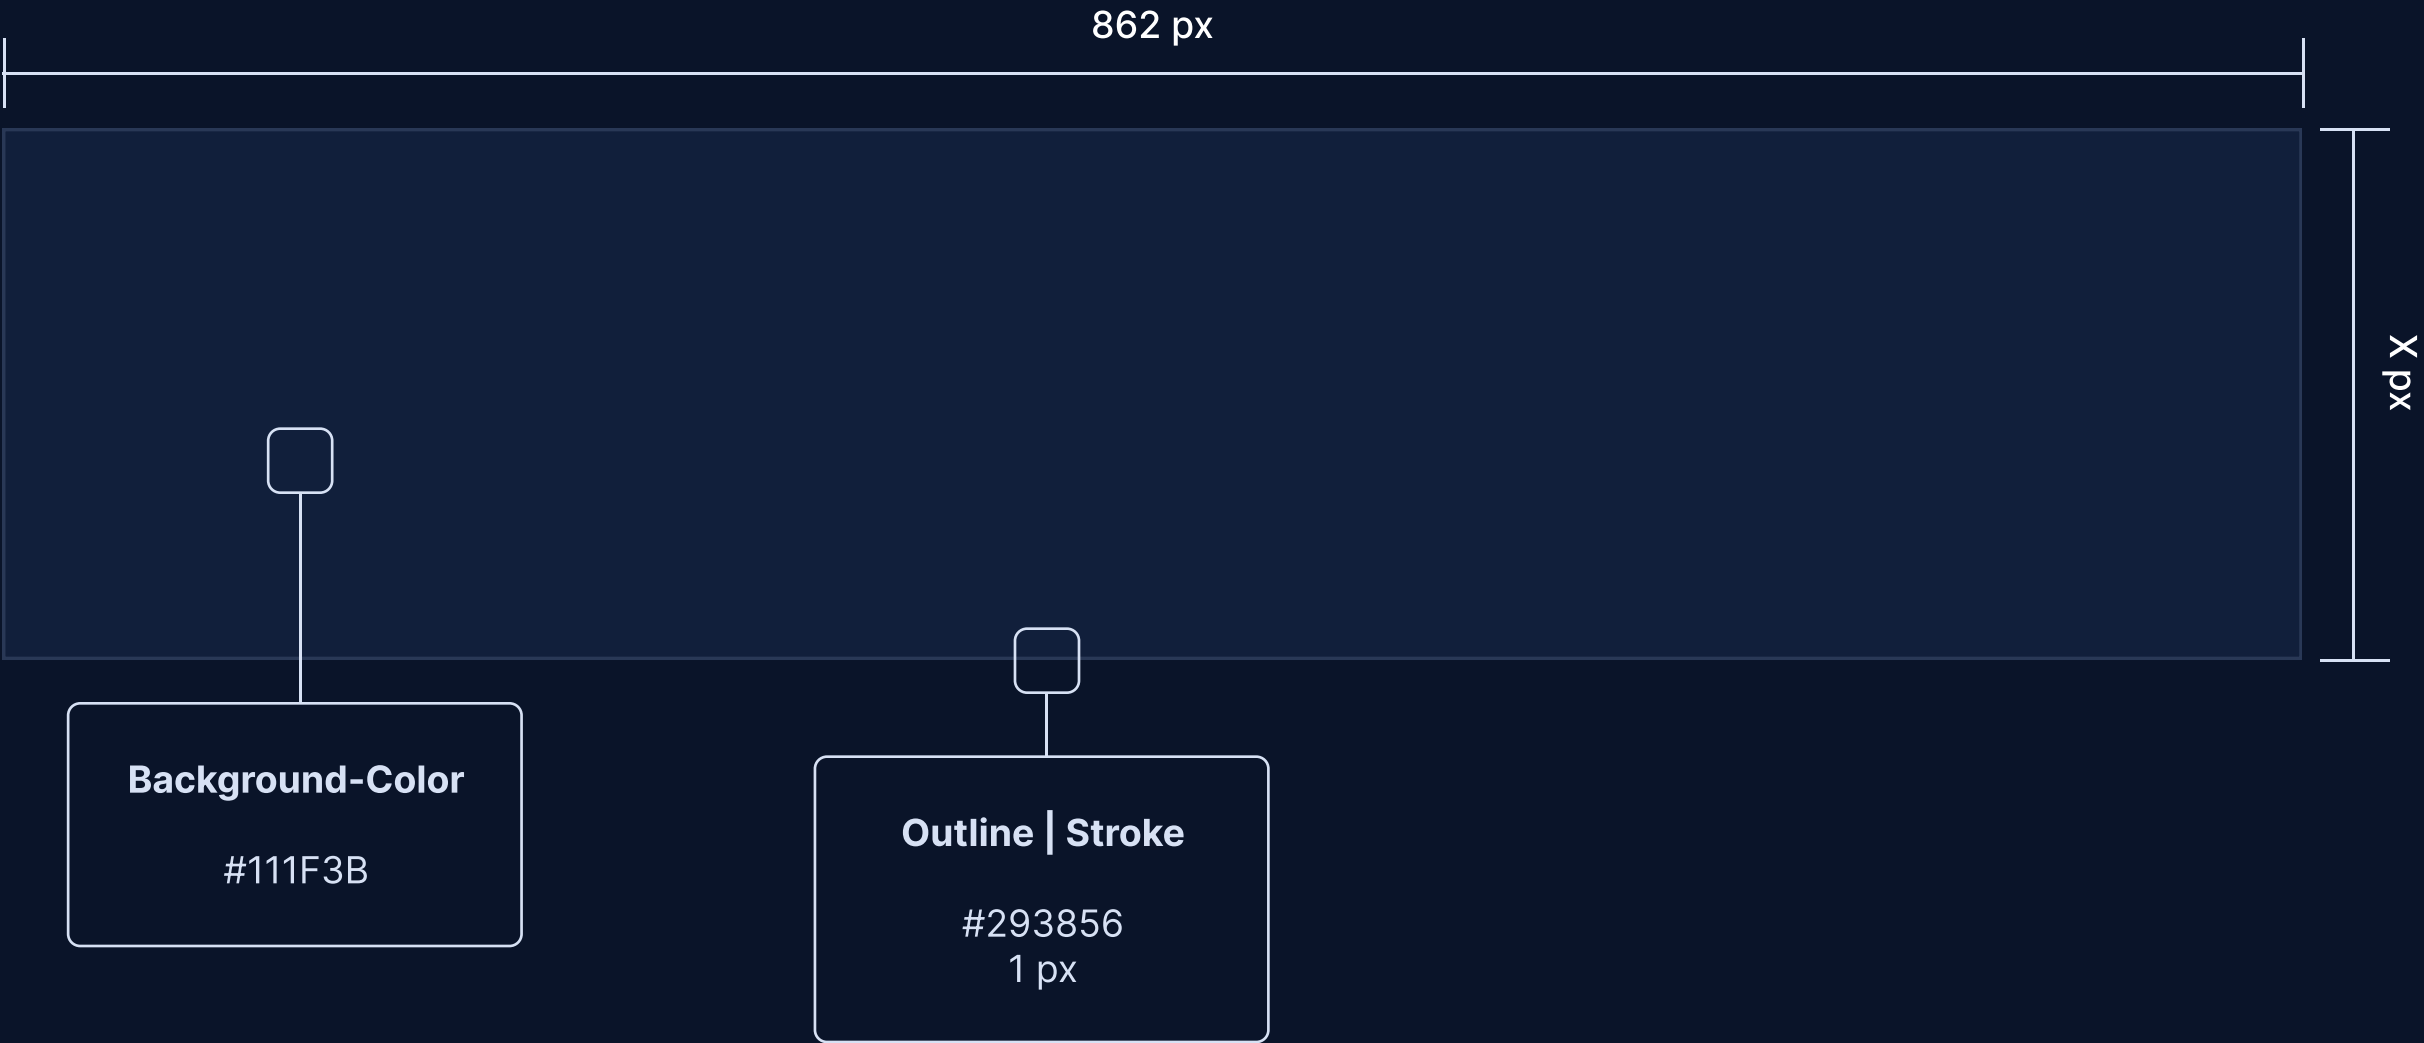 862 px
X px
Background-Color
#111F3B
Outline | Stroke
#293856
1 px